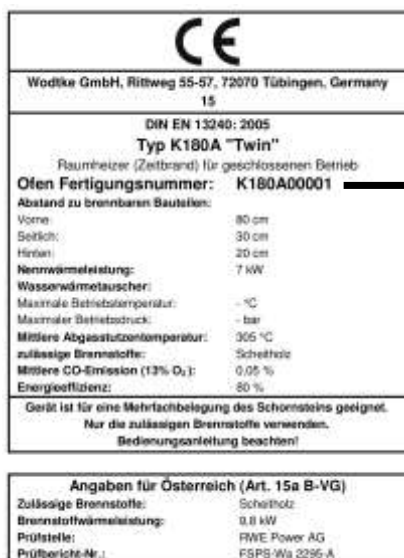 CE
Wodtke GmbH, Rittweg 55-57, 72070 Tübingen, Germany
15
DIN EN 13240: 2005
Typ K180A "Twin"
Raumheizer (Zeitbrand) für geschlossenen Betrieb
Ofen Fertigungsnummer: K180A00001
Abstand zu brennbaren Bauteilen:
Vorne: 80 cm
Seitlich: 30 cm
Hinten: 20 cm
Nennwärmeleistung: 7 kW
Wasserwärmetauscher:
Maximale Betriebstemperatur: - °C
Maximaler Betriebsdruck: - bar
Mittlere Abgasstutzentemperatur: 305 °C
zulässige Brennstoffe: Scheitholz
Mittlere CO-Emission (13% O₂): 0,05 %
Energieeffizienz: 80 %
Gerät ist für eine Mehrfachbelegung des Schornsteins geeignet.
Nur die zulässigen Brennstoffe verwenden.
Bedienungsanleitung beachten!
Angaben für Österreich (Art. 15a B-VG)
Zulässige Brennstoffe: Scheitholz
Brennstoffwärmeleistung: 9,8 kW
Prüfstelle: RWE Power AG
Prüfbericht-Nr.: FSPS-Wa 2295-A